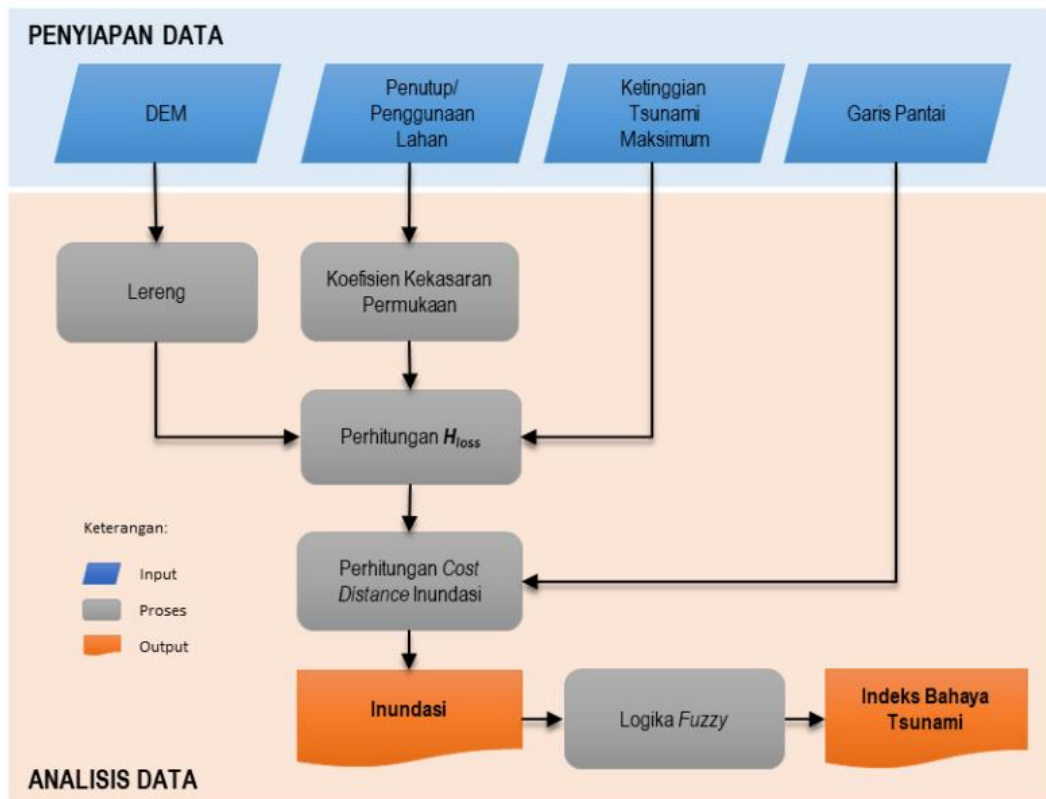 PENYIAPAN DATA
DEM
Penutup/
Penggunaan
Lahan
Ketinggian
Tsunami
Maksimum
Garis Pantai
Lereng
Koefisien Kekasaran
Permukaan
Perhitungan Hloss
Keterangan:
Input
Proses
Output
Perhitungan Cost
Distance Inundasi
Inundasi
Logika Fuzzy
Indeks Bahaya
Tsunami
ANALISIS DATA